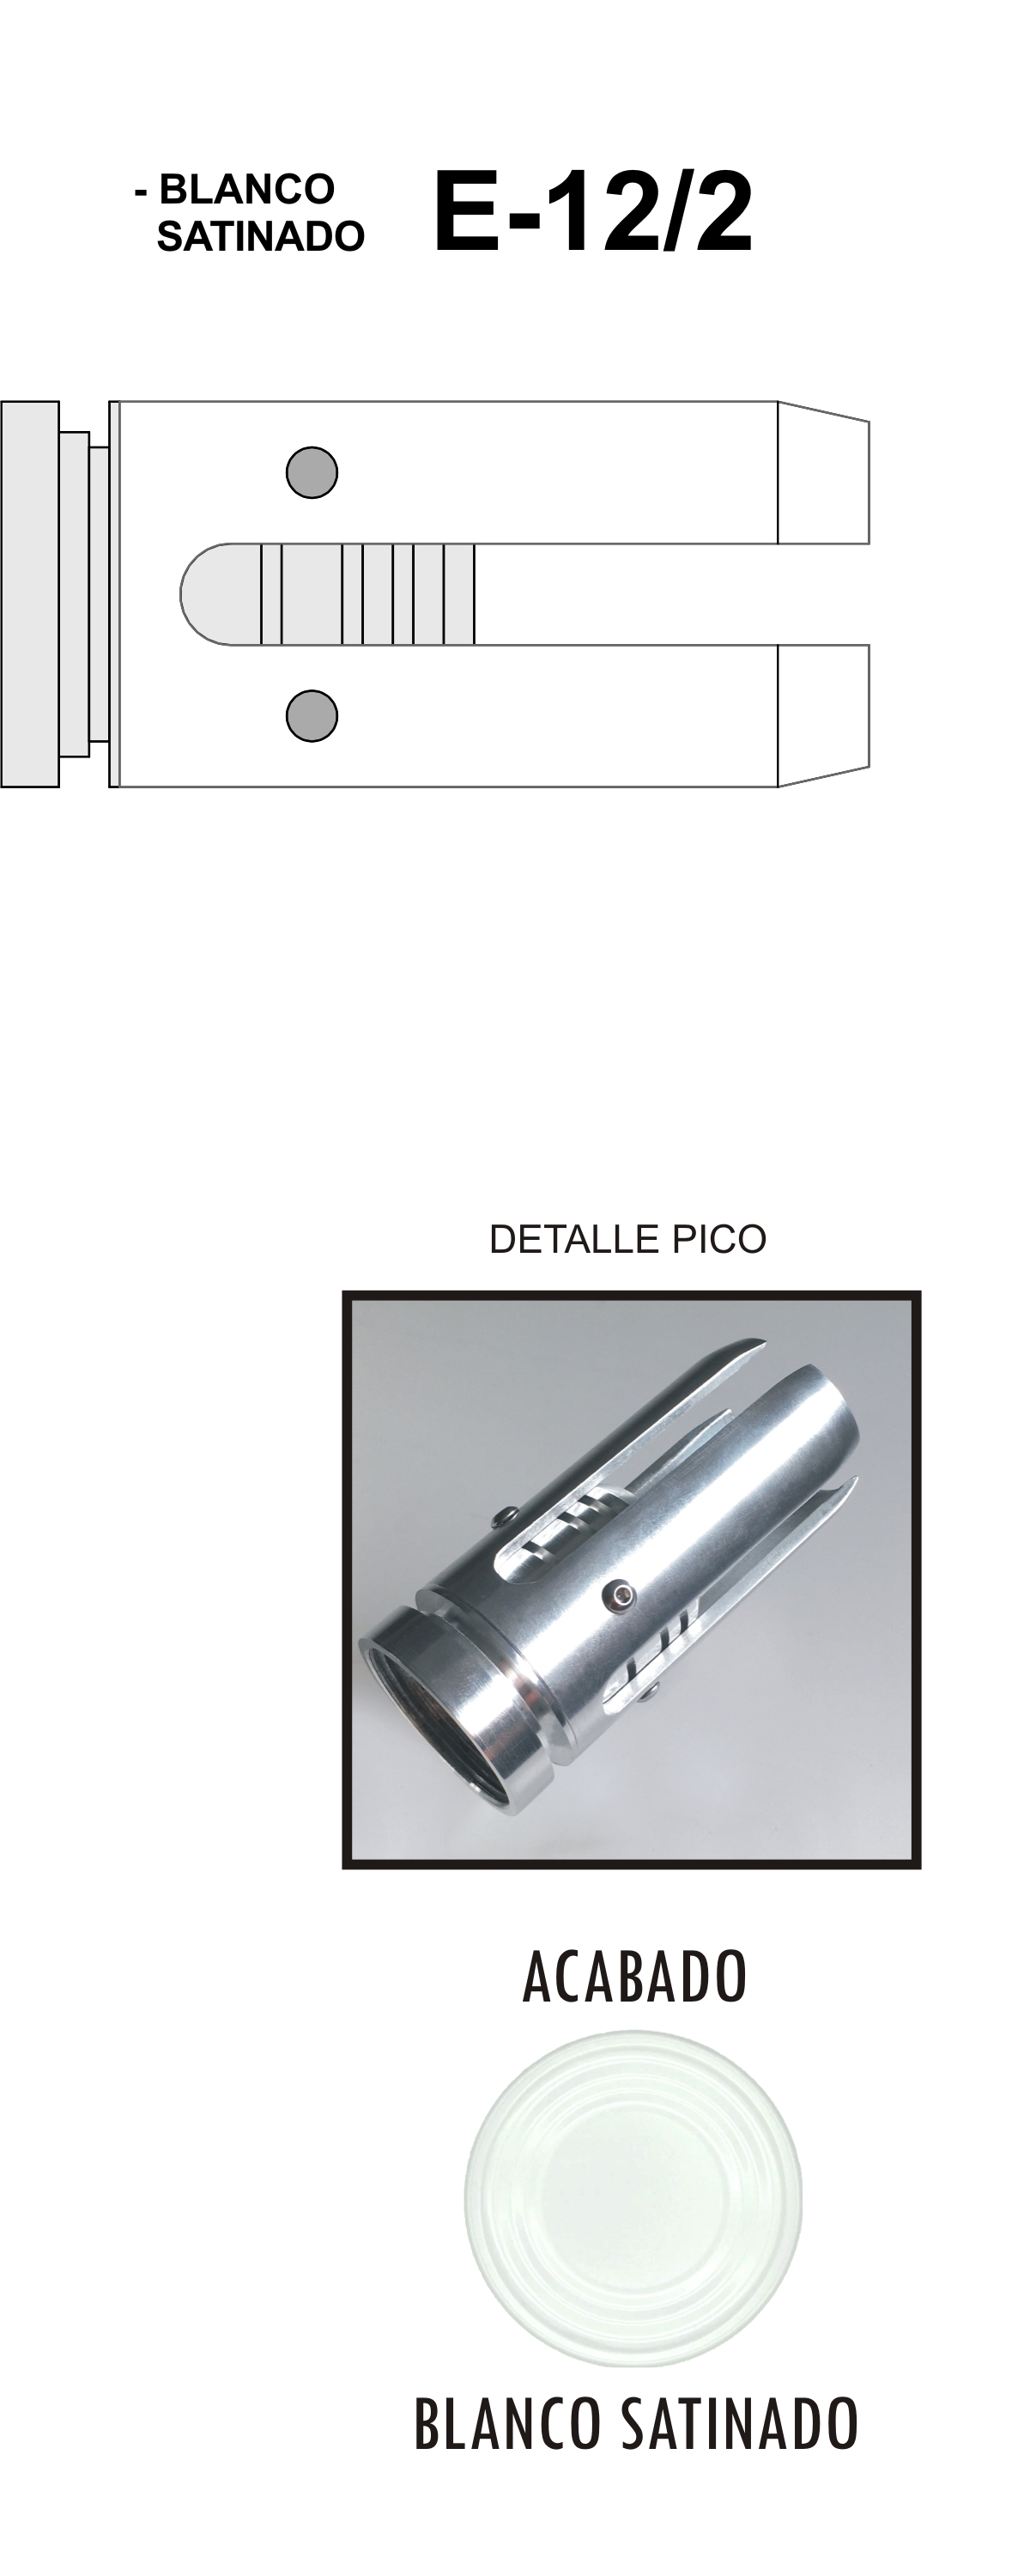 - BLANCO
SATINADO
E-12/2
DETALLE PICO
ACABADO
BLANCO SATINADO